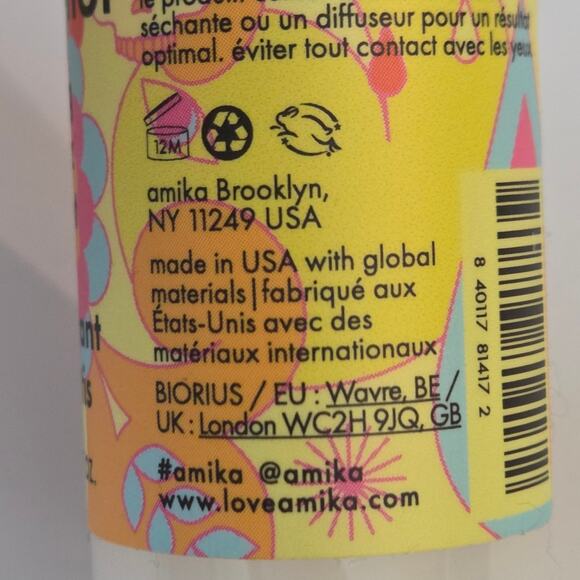 séchante ou un diffuseur pour un résultat
optimal. éviter tout contact avec les yeux
12M
amika Brooklyn,
NY 11249 USA
made in USA with global
materials | fabriqué aux
États-Unis avec des
matériaux internationaux
BIORIUS / EU : Wavre, BE /
UK : London WC2H 9JQ, GB
#amika @amika
www.loveamika.com
8 40117 81417 2